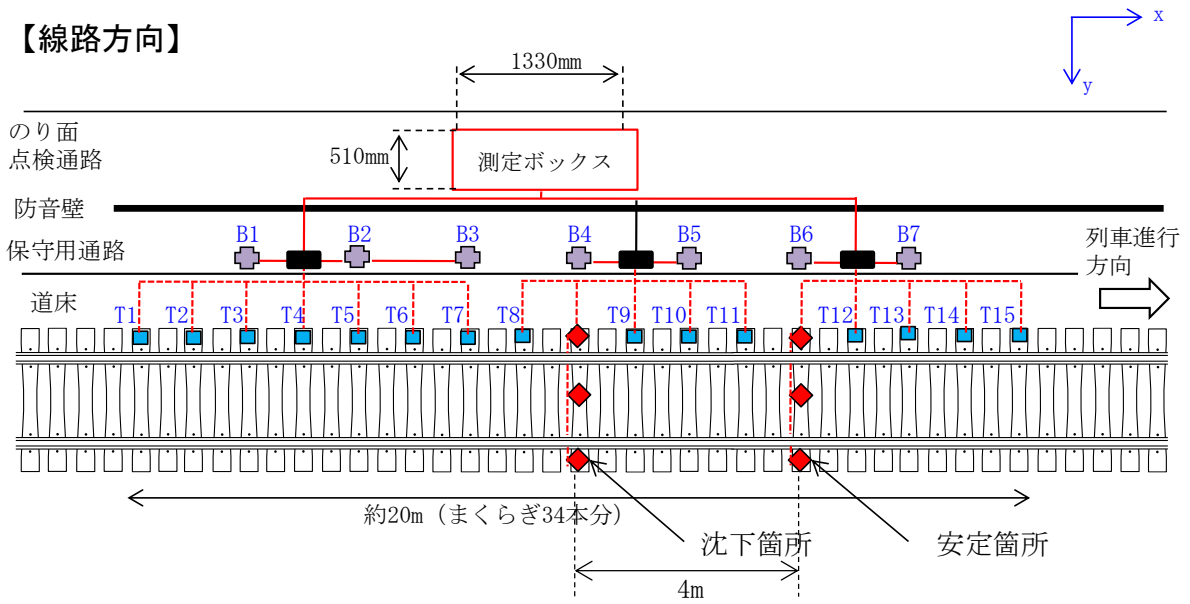 【線路方向】
x
y
1330mm
のり面
点検通路
510mm
測定ボックス
防音壁
保守用通路
B1 B2 B3 B4 B5 B6 B7
列車進行
方向
道床
T1 T2 T3 T4 T5 T6 T7 T8 T9 T10 T11 T12 T13 T14 T15
約20m（まくらぎ34本分）
沈下箇所
安定箇所
4m